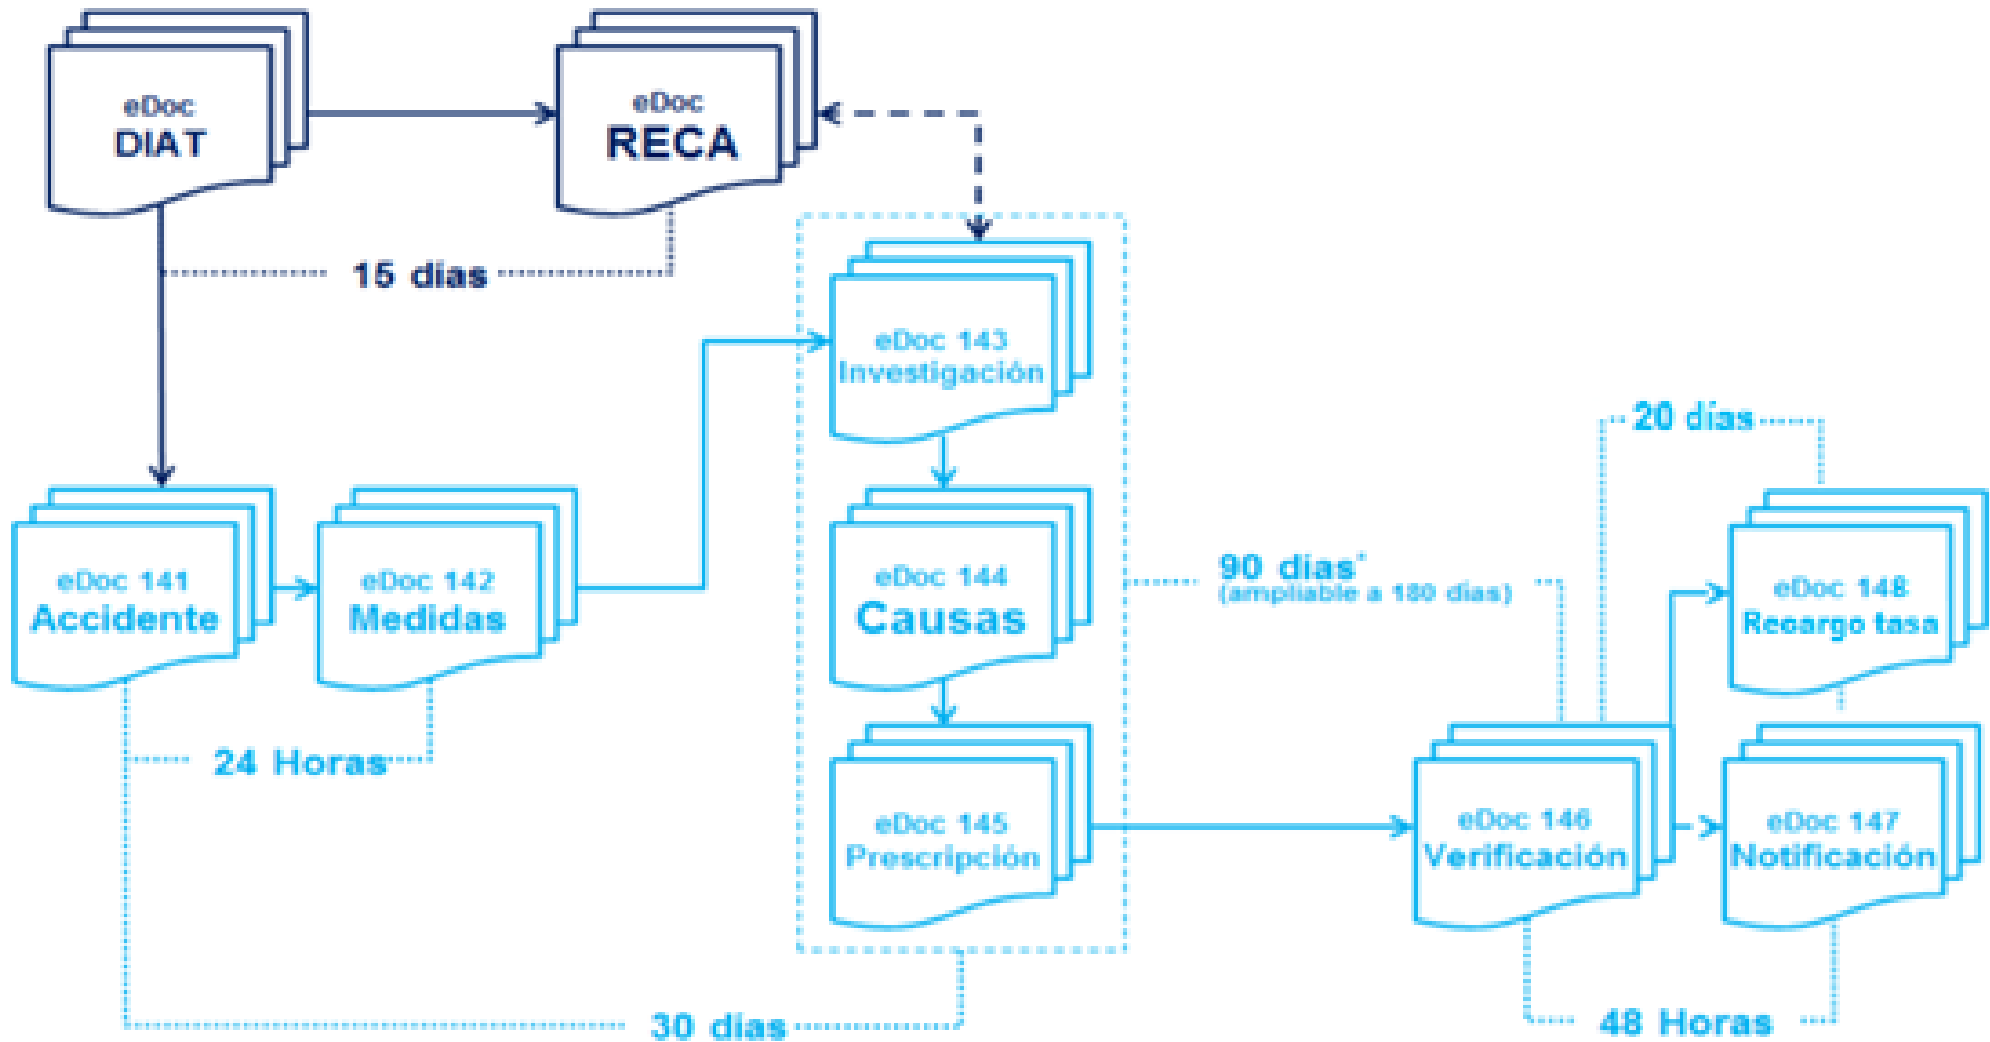 eDoc
DIAT
eDoc
RECA
15 días
eDoc 143
Investigación
20 días
eDoc 141
Accidente
eDoc 142
Medidas
eDoc 144
Causas
90 días*
(ampliable a 180 días)
eDoc 148
Recargo tasa
24 Horas
eDoc 145
Prescripción
eDoc 146
Verificación
eDoc 147
Notificación
30 días
48 Horas